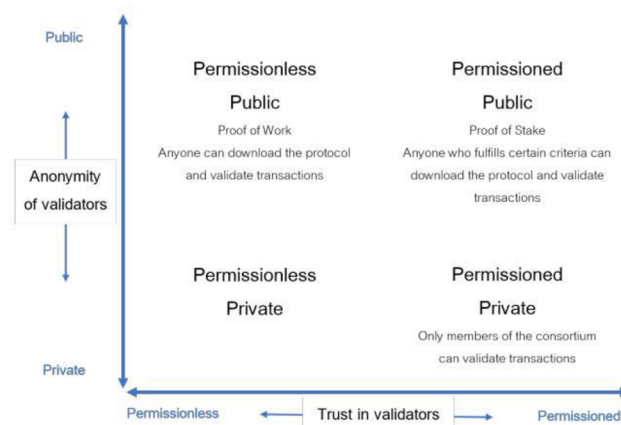 Public
Permissionless
Public
Proof of Work
Anyone can download the protocol
and validate transactions
Permissioned
Public
Proof of Stake
Anyone who fulfills certain criteria can
download the protocol and validate
transactions
Anonymity
of validators
Permissionless
Private
Permissioned
Private
Only members of the consortium
can validate transactions
Private
Permissionless
Trust in validators
Permissioned